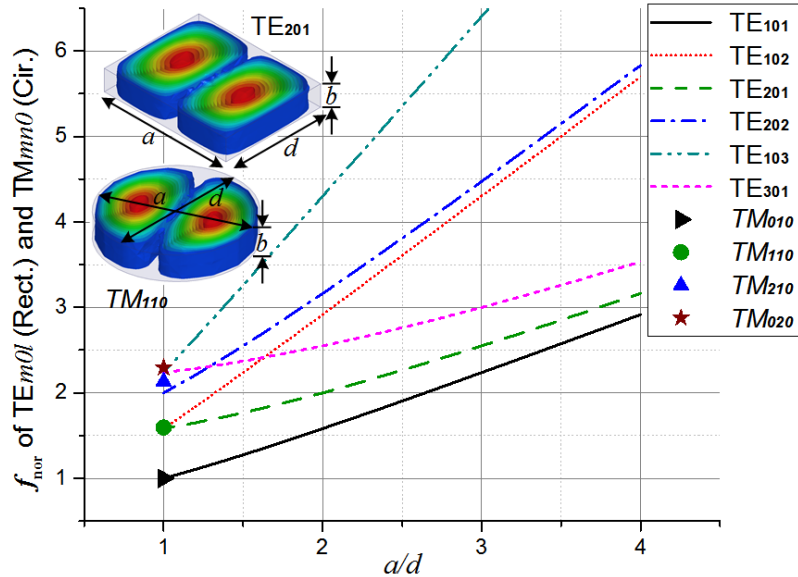 f nor of TEm0l (Rect.) and TMmn0 (Cir.)
6
5
4
3
2
1
1
2
3
4
a/d
TE201
a
d
b
a
d
b
TM110
TE101
TE102
TE201
TE202
TE103
TE301
TM010
TM110
TM210
TM020